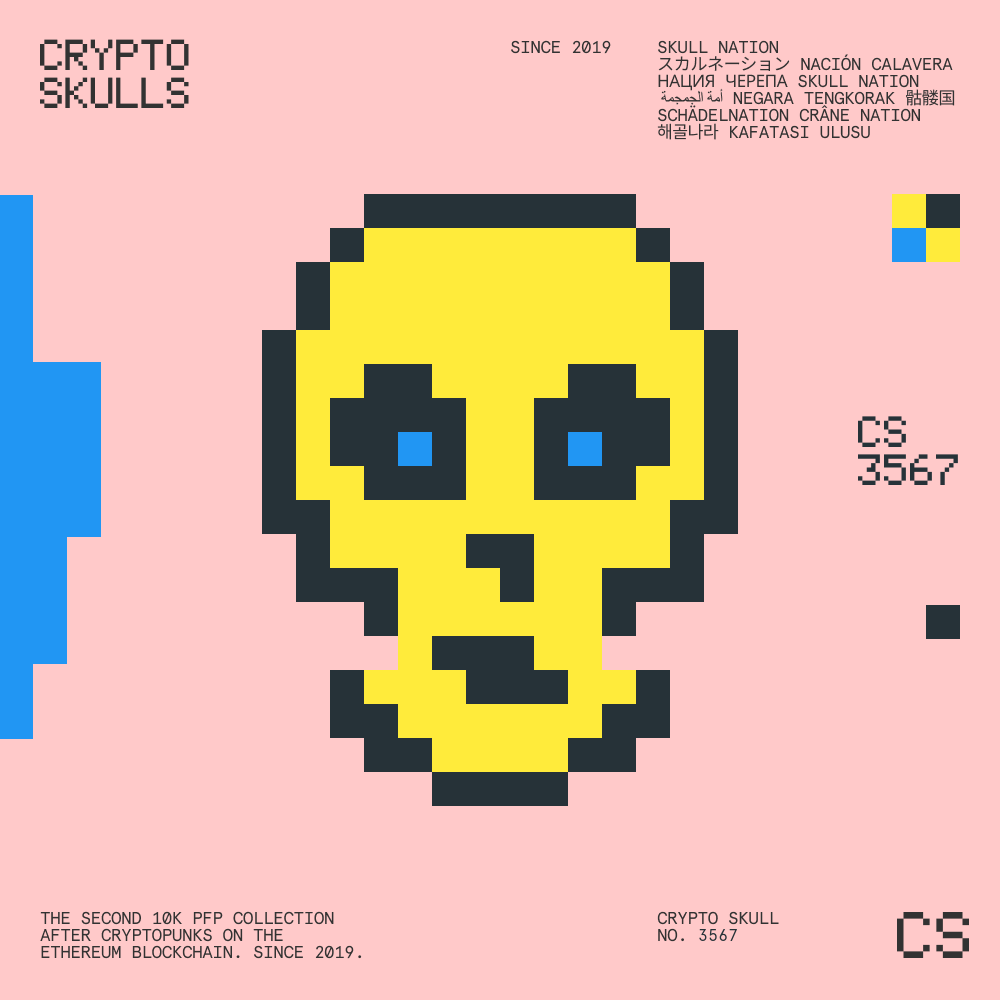 CRYPTO
SKULLS
SINCE 2019
SKULL NATION
スカルネーション NACIÓN CALAVERA
НАЦИЯ ЧЕРЕПА SKULL NATION
أمة الجمجمة NEGARA TENGKORAK 骷髅国
SCHÄDELNATION CRÂNE NATION
해골나라 KAFATASI ULUSU
CS
3567
THE SECOND 10K PFP COLLECTION
AFTER CRYPTOPUNKS ON THE
ETHEREUM BLOCKCHAIN. SINCE 2019.
CRYPTO SKULL
NO. 3567
CS